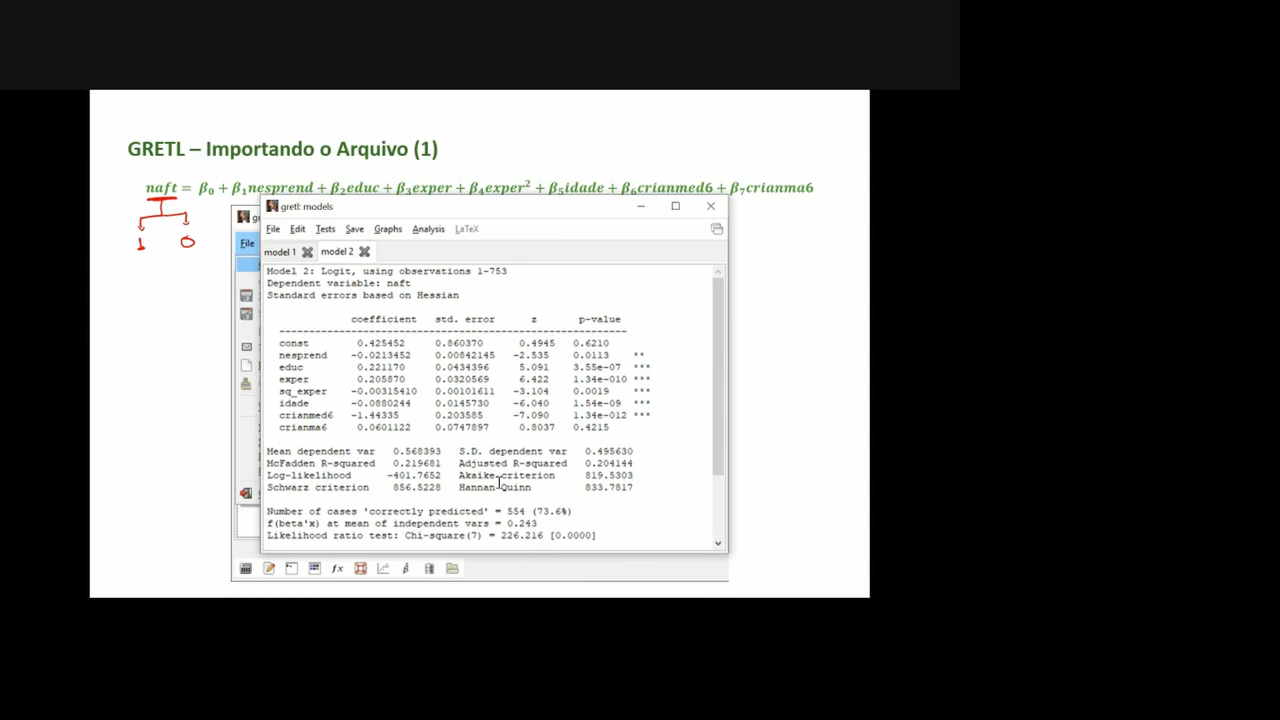 GRETL – Importando o Arquivo (1)
naft = β0 + β1nesprend + β2educ + β3exper + β4exper² + β5idade + β6crianmed6 + β7crianma6
1 0
gretl: models
File Edit Tests Save Graphs Analysis LaTeX
File
model 1 model 2
Model 2: Logit, using observations 1-753
Dependent variable: naft
Standard errors based on Hessian
coefficient std. error z p-value
const 0.425452 0.860370 0.4945 0.6210
nesprend -0.0213452 0.00842145 -2.535 0.0113 **
educ 0.221170 0.0434396 5.091 3.55e-07 ***
exper 0.205870 0.0320569 6.422 1.34e-010 ***
sq_exper -0.00315410 0.00101611 -3.104 0.0019 ***
idade -0.0880244 0.0145730 -6.040 1.54e-09 ***
crianmed6 -1.44335 0.203585 -7.090 1.34e-012 ***
crianma6 0.0601122 0.0747897 0.8037 0.4215
Mean dependent var 0.568393 S.D. dependent var 0.495630
McFadden R-squared 0.219681 Adjusted R-squared 0.204144
Log-likelihood -401.7652 Akaike criterion 819.5303
Schwarz criterion 856.5228 Hannan-Quinn 833.7817
Number of cases 'correctly predicted' = 554 (73.6%)
f(beta'x) at mean of independent vars = 0.243
Likelihood ratio test: Chi-square(7) = 226.216 [0.0000]